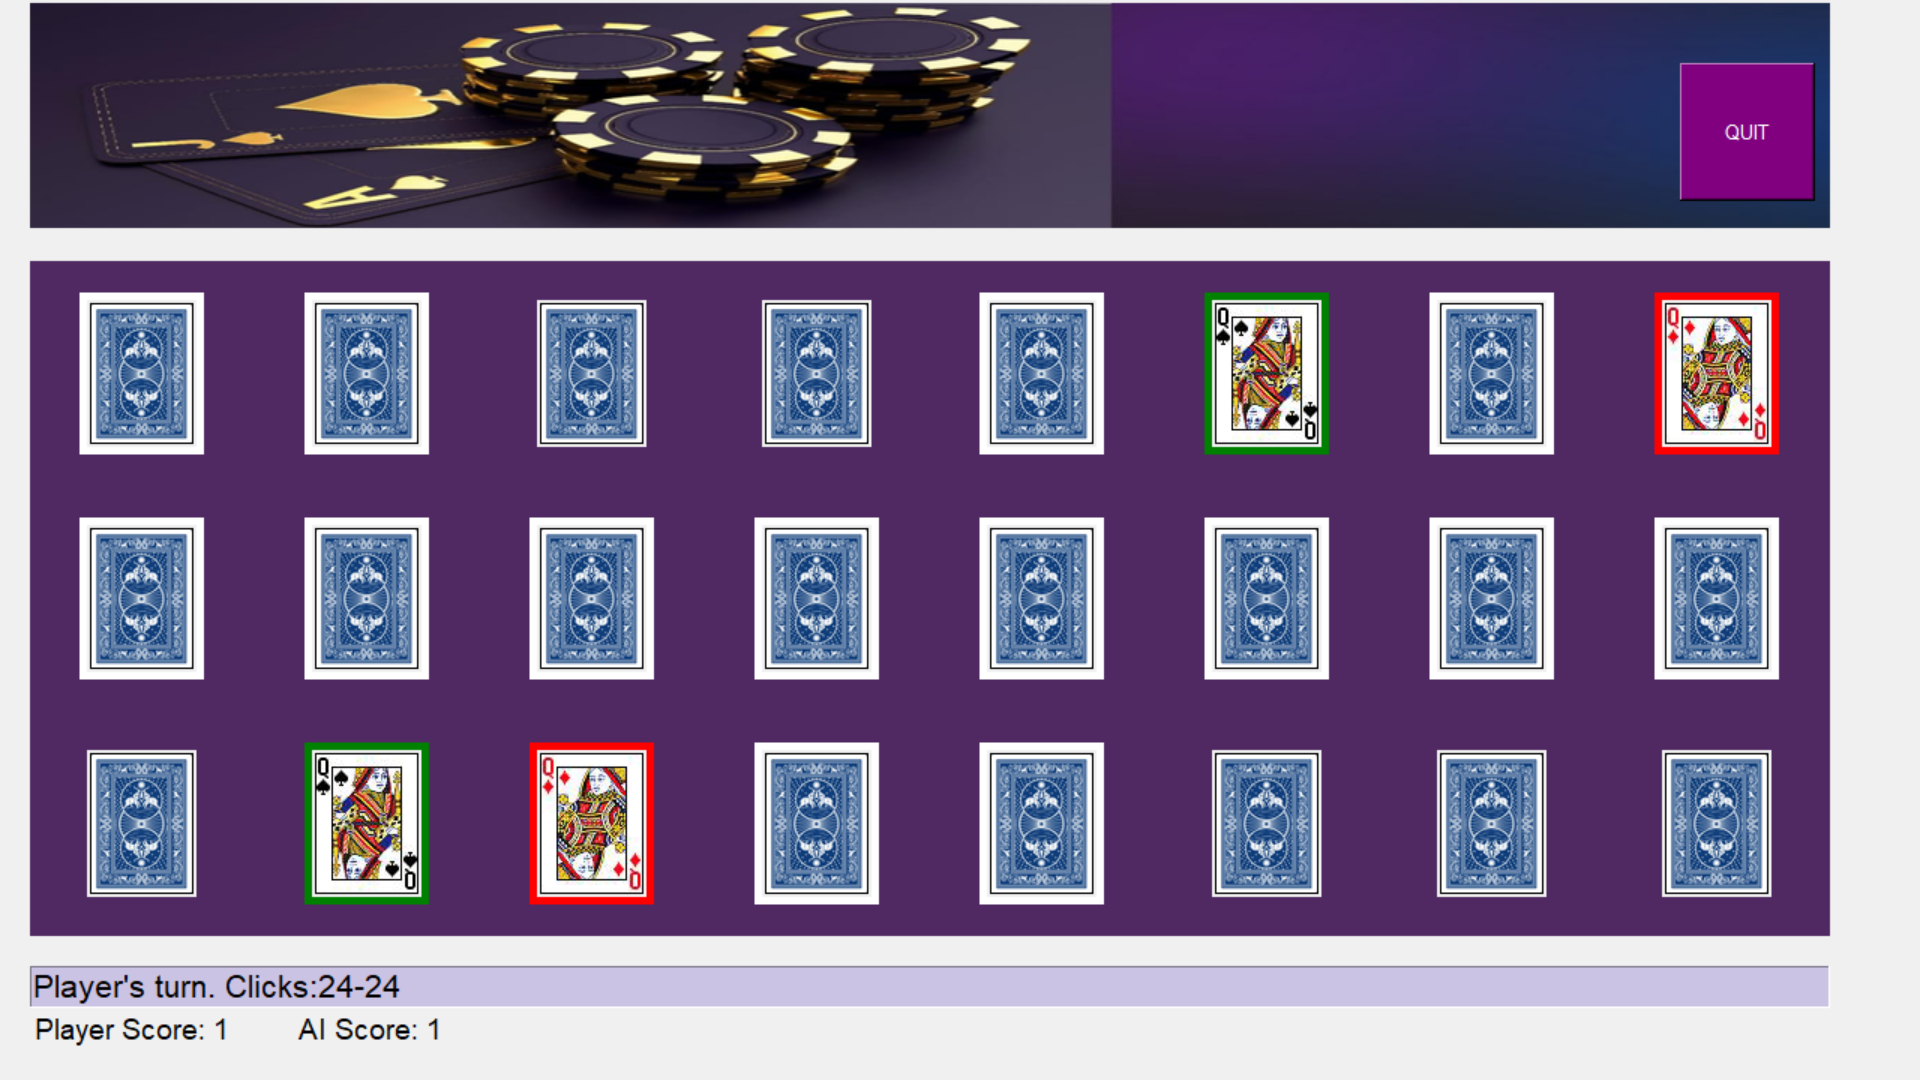 J
A
QUIT
Q Q
Q Q
Q Q
Q Q
Player's turn. Clicks:24-24
Player Score: 1 AI Score: 1